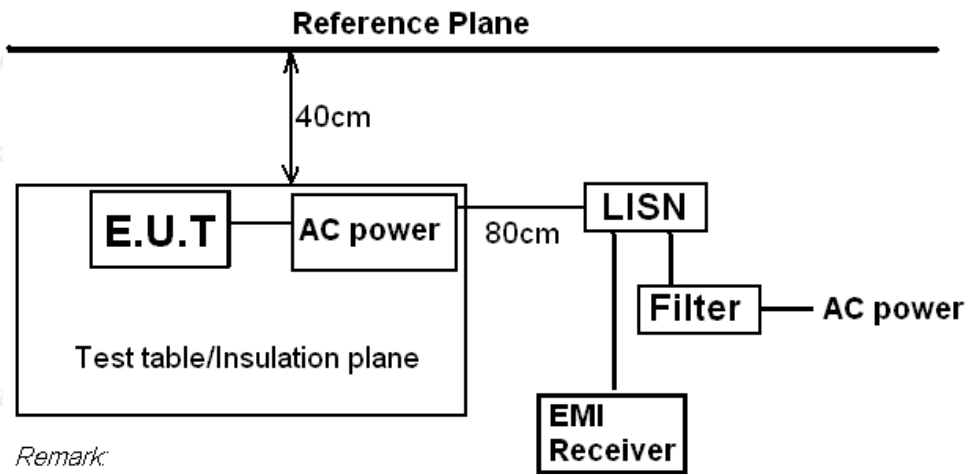 Reference Plane
40cm
E.U.T
AC power
80cm
LISN
Filter
AC power
Test table/Insulation plane
EMI
Receiver
Remark: